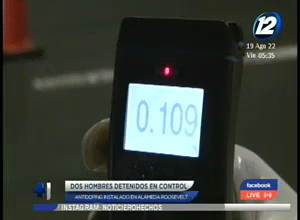 12
19 Ago 22
Vie 05:35
0.109
DOS HOMBRES DETENIDOS EN CONTROL
ANTIDOPING INSTALADO EN ALAMEDA ROOSEVELT
facebook
LIVE
INSTAGRAM: NOTICIEROHECHOS